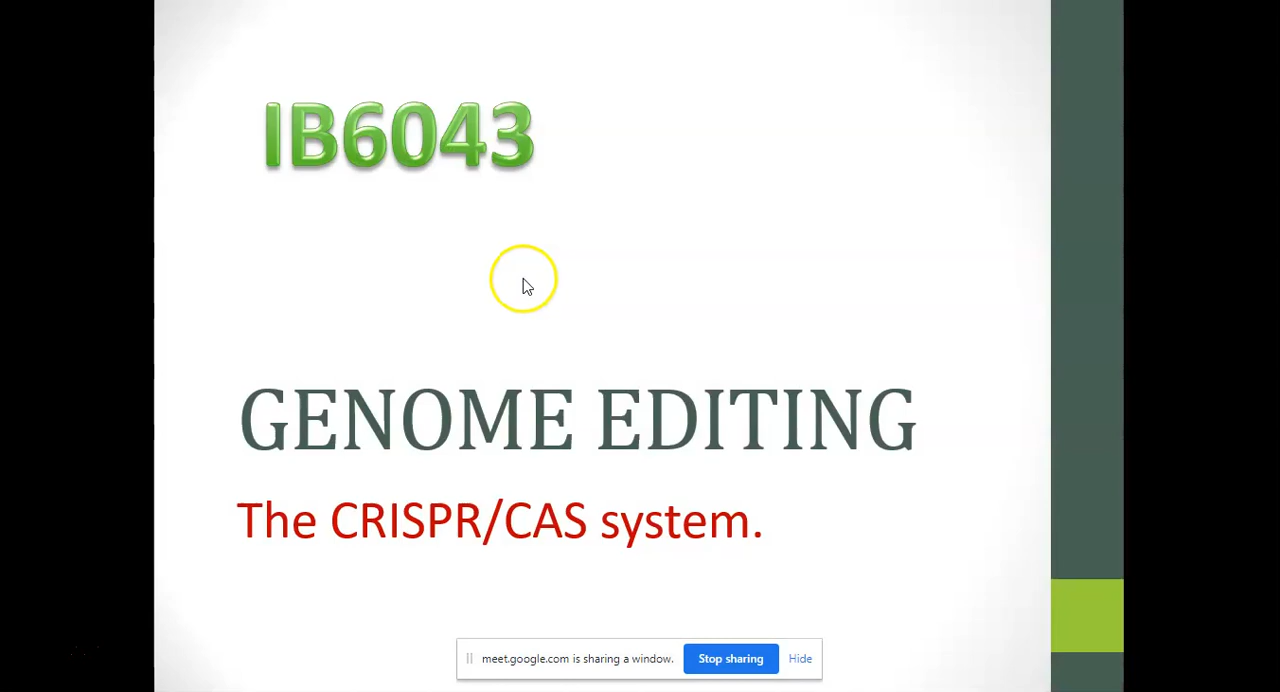 IB6043
GENOME EDITING
The CRISPR/CAS system.
meet.google.com is sharing a window. Stop sharing Hide